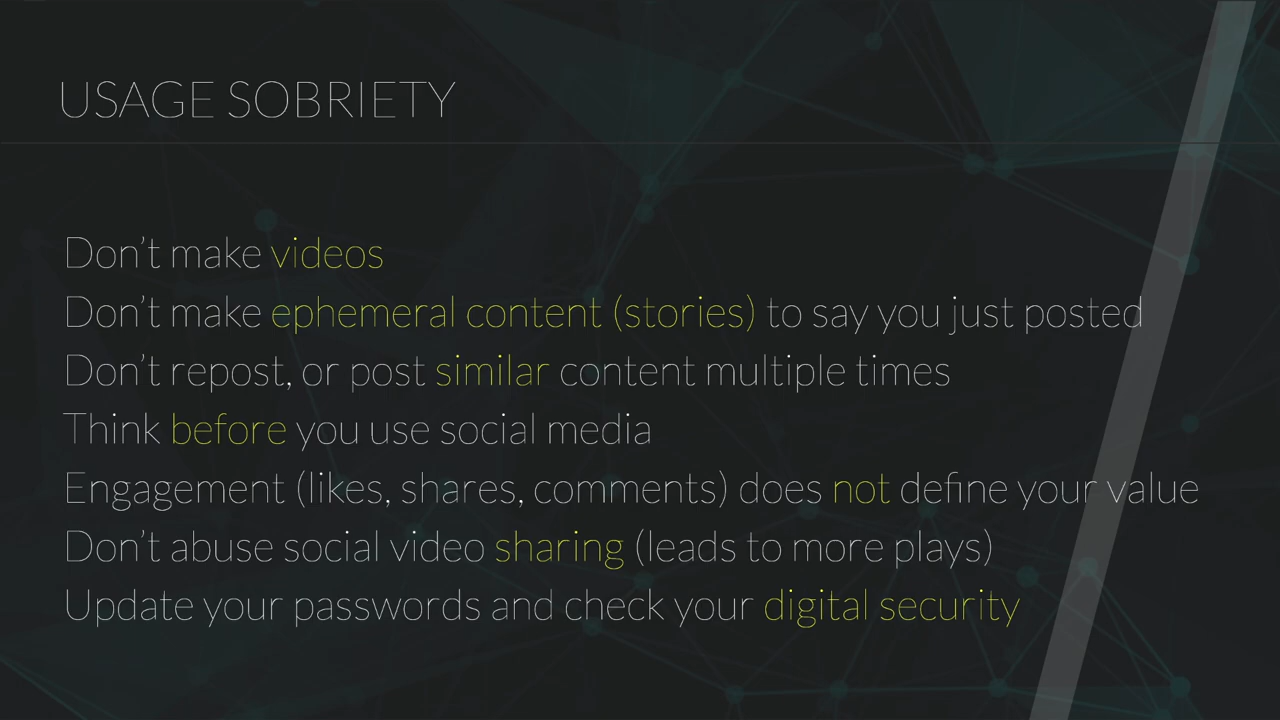 USAGE SOBRIETY
Don't make videos
Don't make ephemeral content (stories) to say you just posted
Don't repost, or post similar content multiple times
Think before you use social media
Engagement (likes, shares, comments) does not define your value
Don't abuse social video sharing (leads to more plays)
Update your passwords and check your digital security